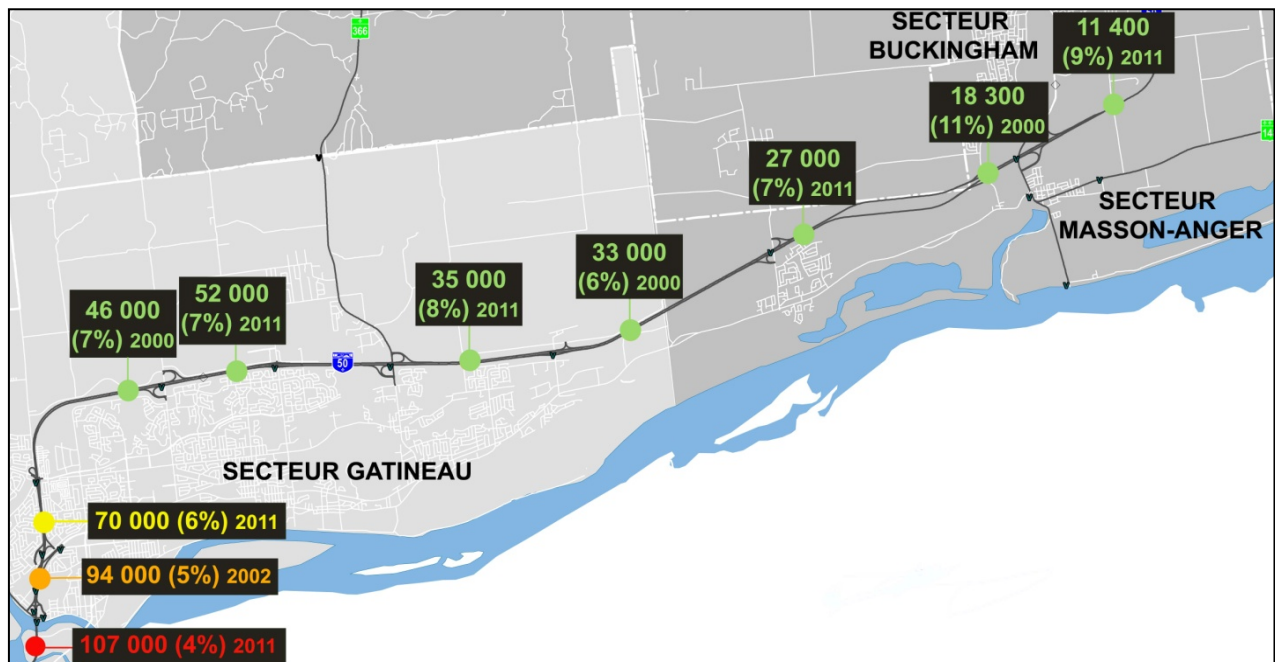 366
SECTEUR
BUCKINGHAM
11 400
(9%) 2011
18 300
(11%) 2000
27 000
(7%) 2011
SECTEUR
MASSON-ANGER
33 000
(6%) 2000
35 000
(8%) 2011
52 000
(7%) 2011
46 000
(7%) 2000
50
SECTEUR GATINEAU
70 000 (6%) 2011
94 000 (5%) 2002
107 000 (4%) 2011